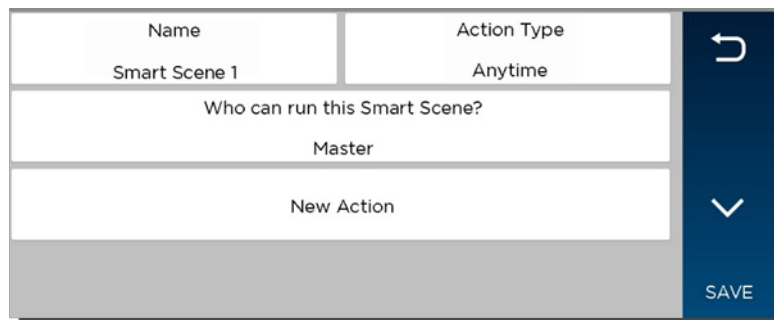 Name
Smart Scene 1
Action Type
Anytime
Who can run this Smart Scene?
Master
New Action
SAVE